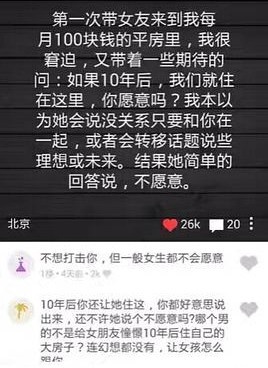 第一次带女友来到我每
月100块钱的平房里，我很
窘迫，又带着一些期待的
问：如果10年后，我们就住
在这里，你愿意吗？我本以
为她会说没关系只要和你在
一起，或者会转移话题说些
理想或未来。结果她简单的
回答说，不愿意。
北京 26k 20
不想打击你，但一般女生都不会愿意
1楼·4天前·2k
10年后你还让她住这，你都好意思说
出来，还不许她说个不愿意吗?哪个男
的不是给女朋友憧憬10年后住自己的
大房子？连幻想都没有，让女孩怎么
跟你